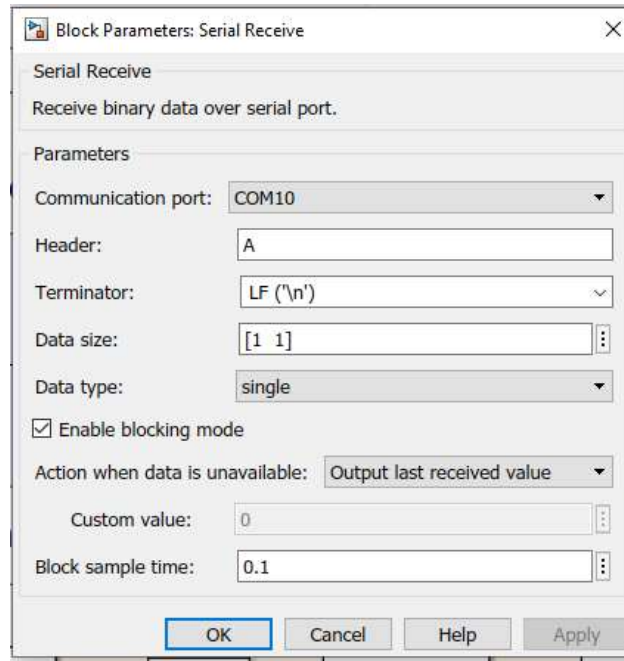 Block Parameters: Serial Receive
Serial Receive
Receive binary data over serial port.
Parameters
Communication port: COM10
Header: A
Terminator: LF ('\n')
Data size: [1 1]
Data type: single
Enable blocking mode
Action when data is unavailable: Output last received value
Custom value: 0
Block sample time: 0.1
OK Cancel Help Apply